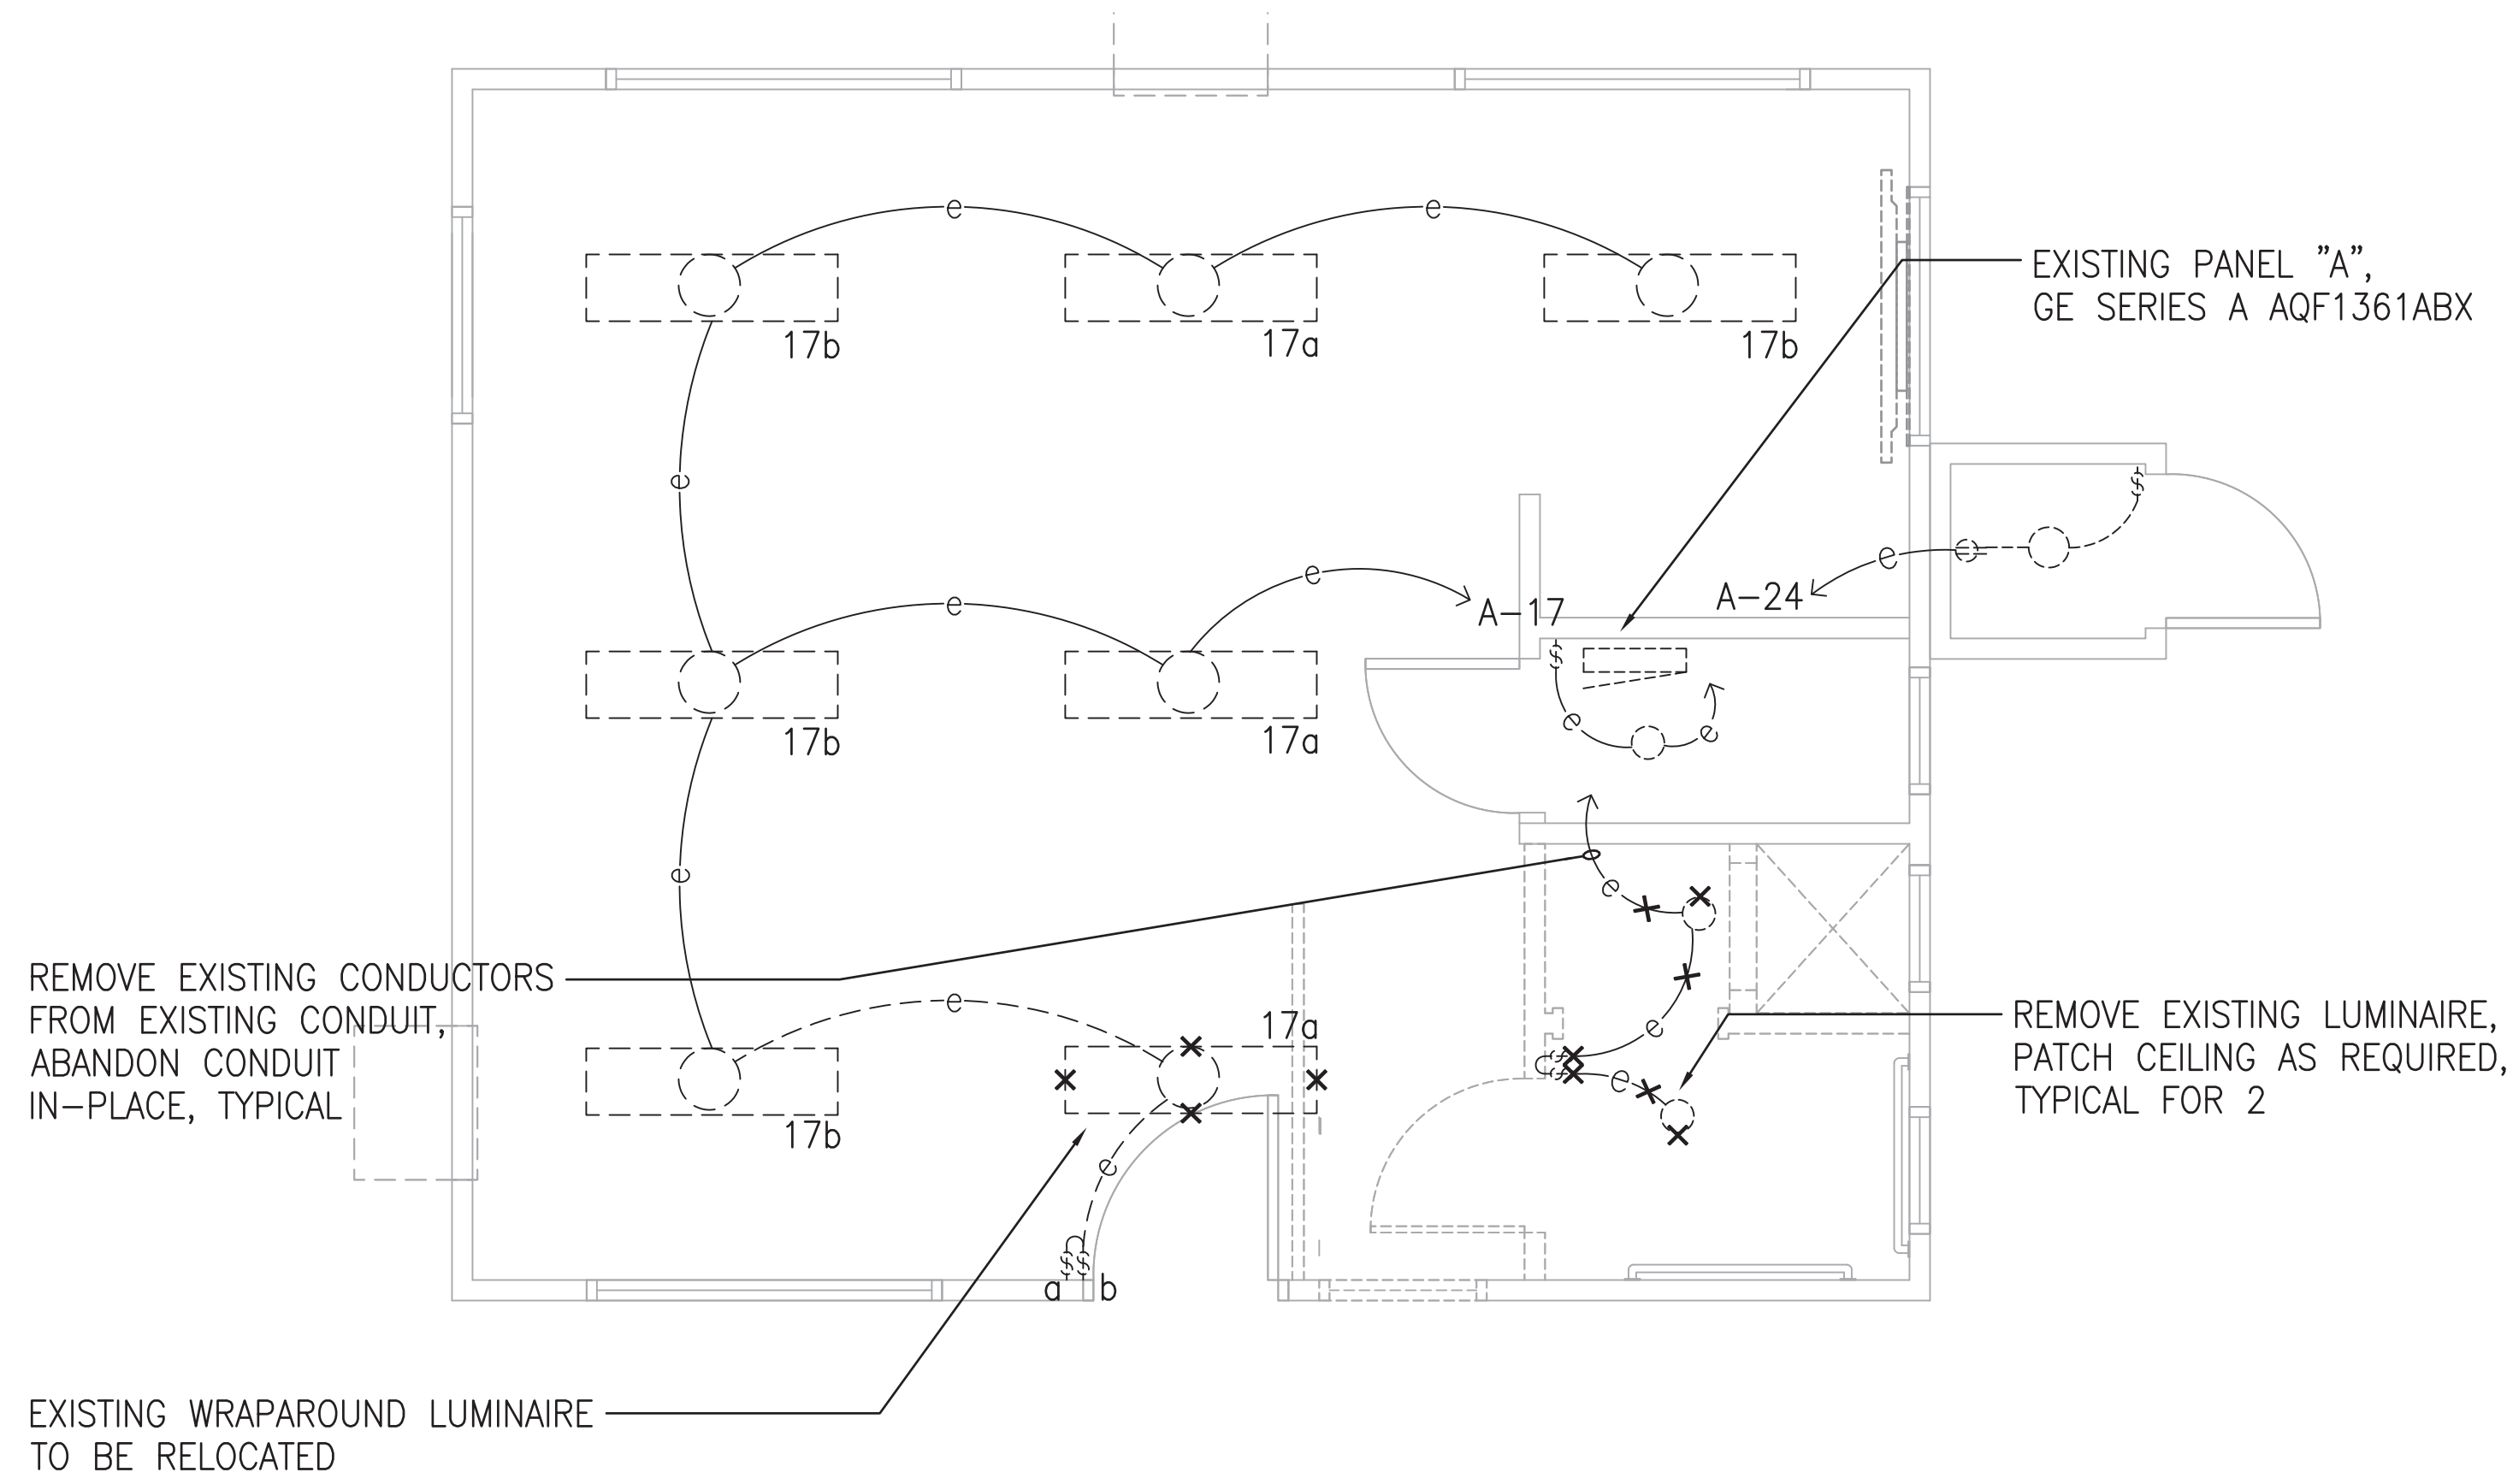 e
e
EXISTING PANEL "A",
GE SERIES A AQF1361ABX
17b
17a
17b
e
$
e
e
e
A-24
A-17
$
17b
17a
e
e
e
e
REMOVE EXISTING CONDUCTORS
FROM EXISTING CONDUIT,
ABANDON CONDUIT
IN-PLACE, TYPICAL
e
17a
e
REMOVE EXISTING LUMINAIRE,
PATCH CEILING AS REQUIRED,
TYPICAL FOR 2
$
$
e
17b
e
$$
a b
EXISTING WRAPAROUND LUMINAIRE
TO BE RELOCATED